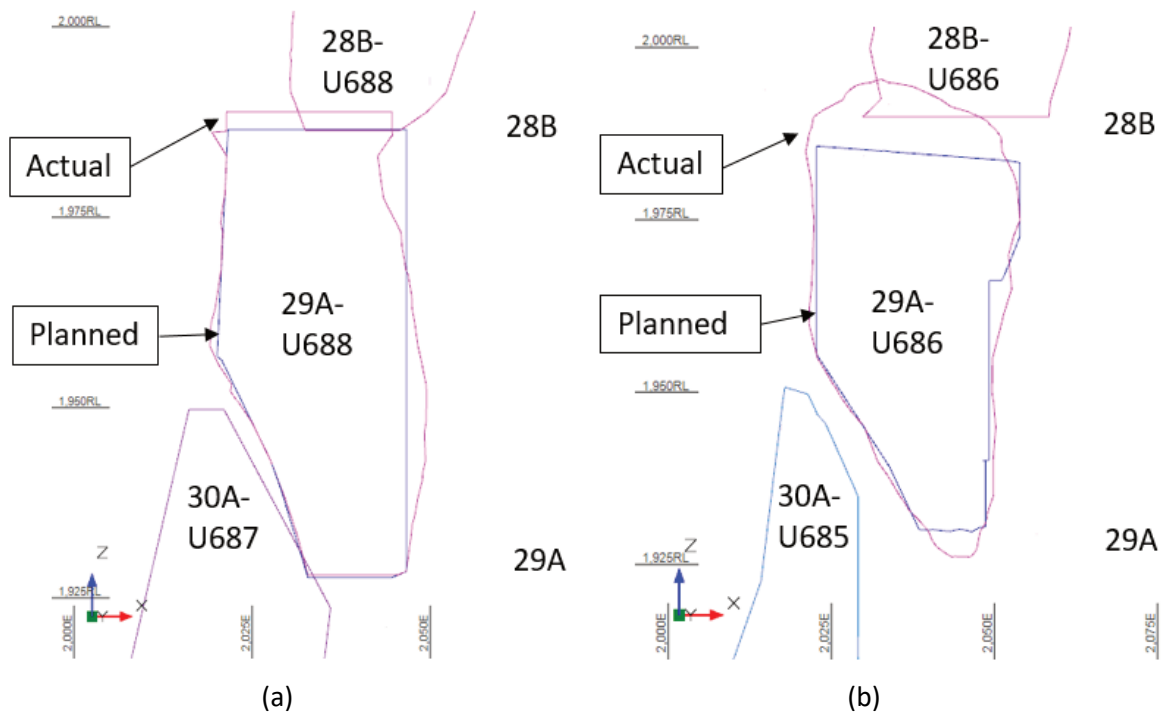 2,000RL
28B-
U688
28B
Actual
1,975RL
29A-
U688
Planned
1,950RL
30A-
U687
Z
29A
1,925RL
Y
X
2,000E
2,025E
2,050E
(a)
2,000RL
28B-
U686
28B
Actual
1,975RL
29A-
U686
Planned
1,950RL
30A-
U685
29A
1,925RL
Z
Y
X
2,000E
2,025E
2,050E
2,075E
(b)